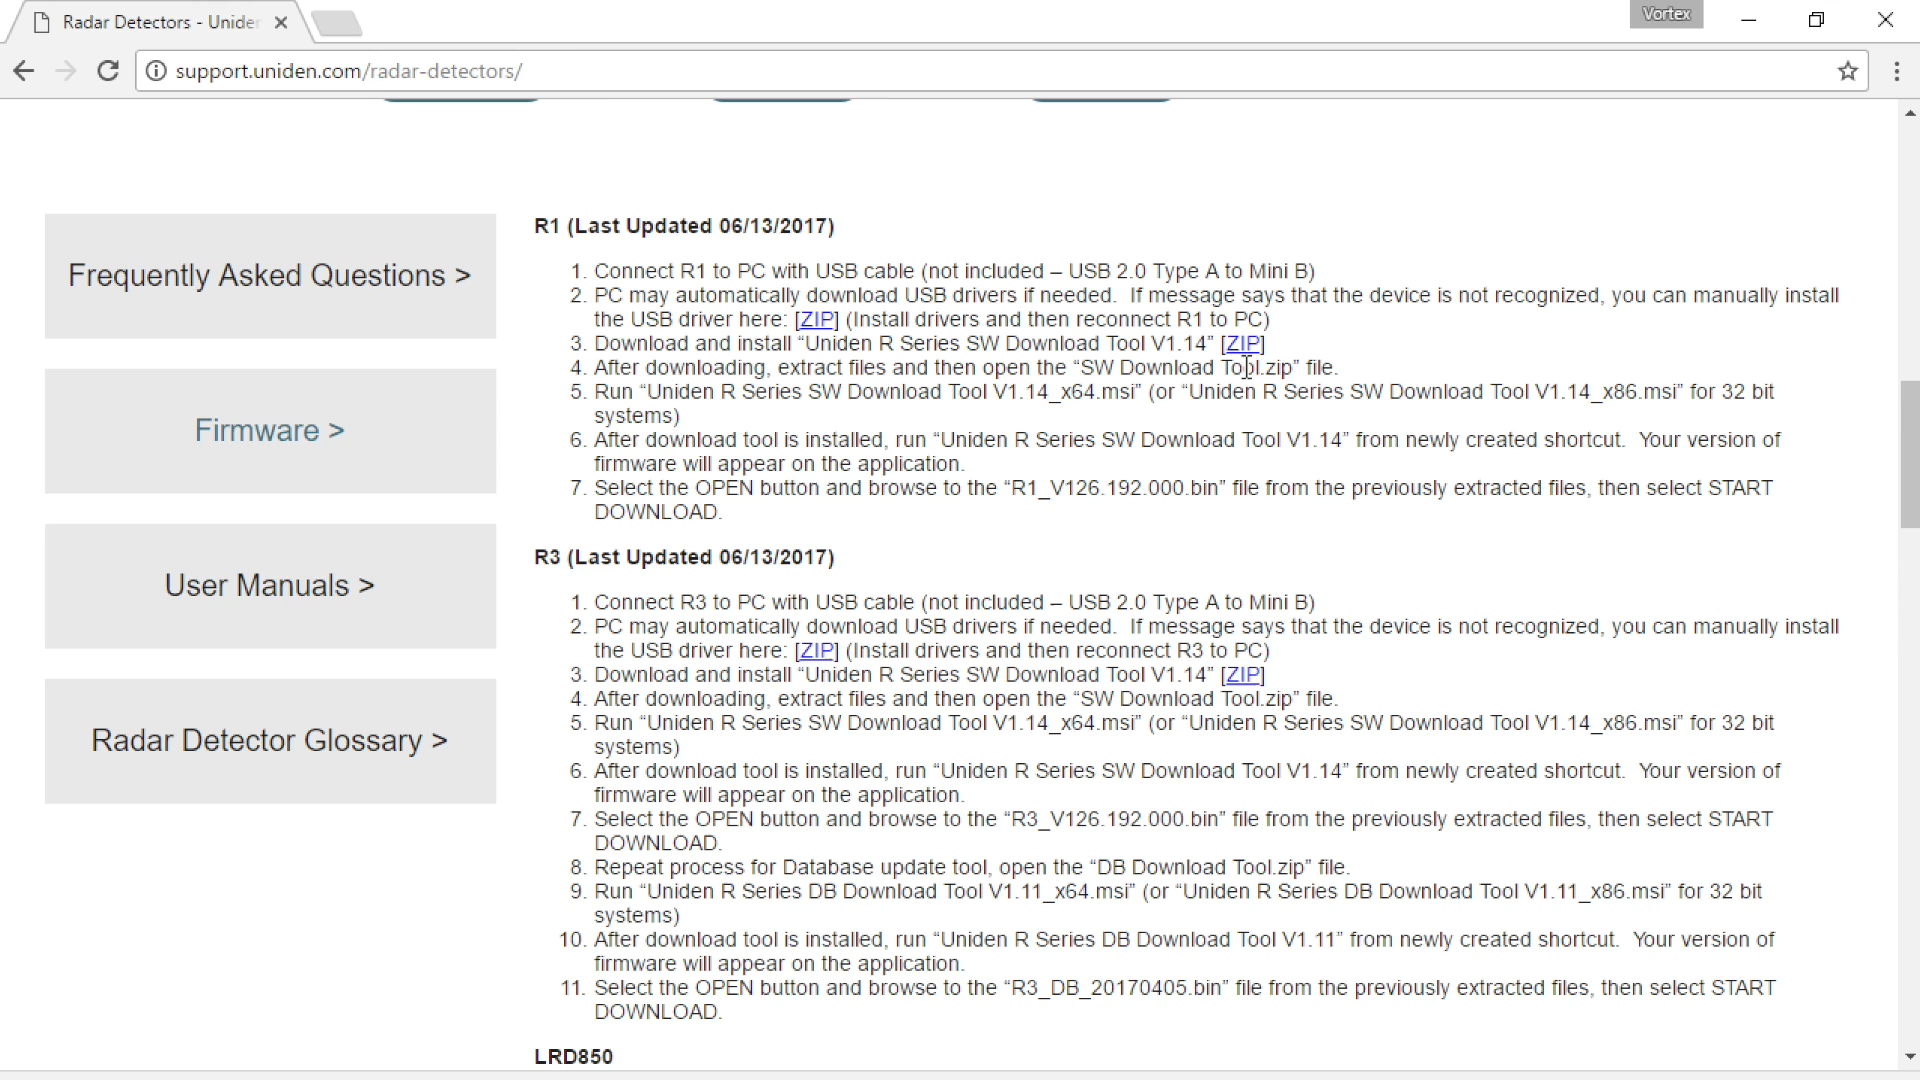 Radar Detectors - Unide
Vortex
support.uniden.com/radar-detectors/
Frequently Asked Questions >
Firmware >
User Manuals >
Radar Detector Glossary >
R1 (Last Updated 06/13/2017)
1. Connect R1 to PC with USB cable (not included – USB 2.0 Type A to Mini B)
2. PC may automatically download USB drivers if needed.  If message says that the device is not recognized, you can manually install
the USB driver here: [ZIP] (Install drivers and then reconnect R1 to PC)
3. Download and install “Uniden R Series SW Download Tool V1.14” [ZIP]
4. After downloading, extract files and then open the “SW Download Tool.zip” file.
5. Run “Uniden R Series SW Download Tool V1.14_x64.msi” (or “Uniden R Series SW Download Tool V1.14_x86.msi” for 32 bit
systems)
6. After download tool is installed, run “Uniden R Series SW Download Tool V1.14” from newly created shortcut.  Your version of
firmware will appear on the application.
7. Select the OPEN button and browse to the “R1_V126.192.000.bin” file from the previously extracted files, then select START
DOWNLOAD.
R3 (Last Updated 06/13/2017)
1. Connect R3 to PC with USB cable (not included – USB 2.0 Type A to Mini B)
2. PC may automatically download USB drivers if needed.  If message says that the device is not recognized, you can manually install
the USB driver here: [ZIP] (Install drivers and then reconnect R3 to PC)
3. Download and install “Uniden R Series SW Download Tool V1.14” [ZIP]
4. After downloading, extract files and then open the “SW Download Tool.zip” file.
5. Run “Uniden R Series SW Download Tool V1.14_x64.msi” (or “Uniden R Series SW Download Tool V1.14_x86.msi” for 32 bit
systems)
6. After download tool is installed, run “Uniden R Series SW Download Tool V1.14” from newly created shortcut.  Your version of
firmware will appear on the application.
7. Select the OPEN button and browse to the “R3_V126.192.000.bin” file from the previously extracted files, then select START
DOWNLOAD.
8. Repeat process for Database update tool, open the “DB Download Tool.zip” file.
9. Run “Uniden R Series DB Download Tool V1.11_x64.msi” (or “Uniden R Series DB Download Tool V1.11_x86.msi” for 32 bit
systems)
10. After download tool is installed, run “Uniden R Series DB Download Tool V1.11” from newly created shortcut.  Your version of
firmware will appear on the application.
11. Select the OPEN button and browse to the “R3_DB_20170405.bin” file from the previously extracted files, then select START
DOWNLOAD.
LRD850